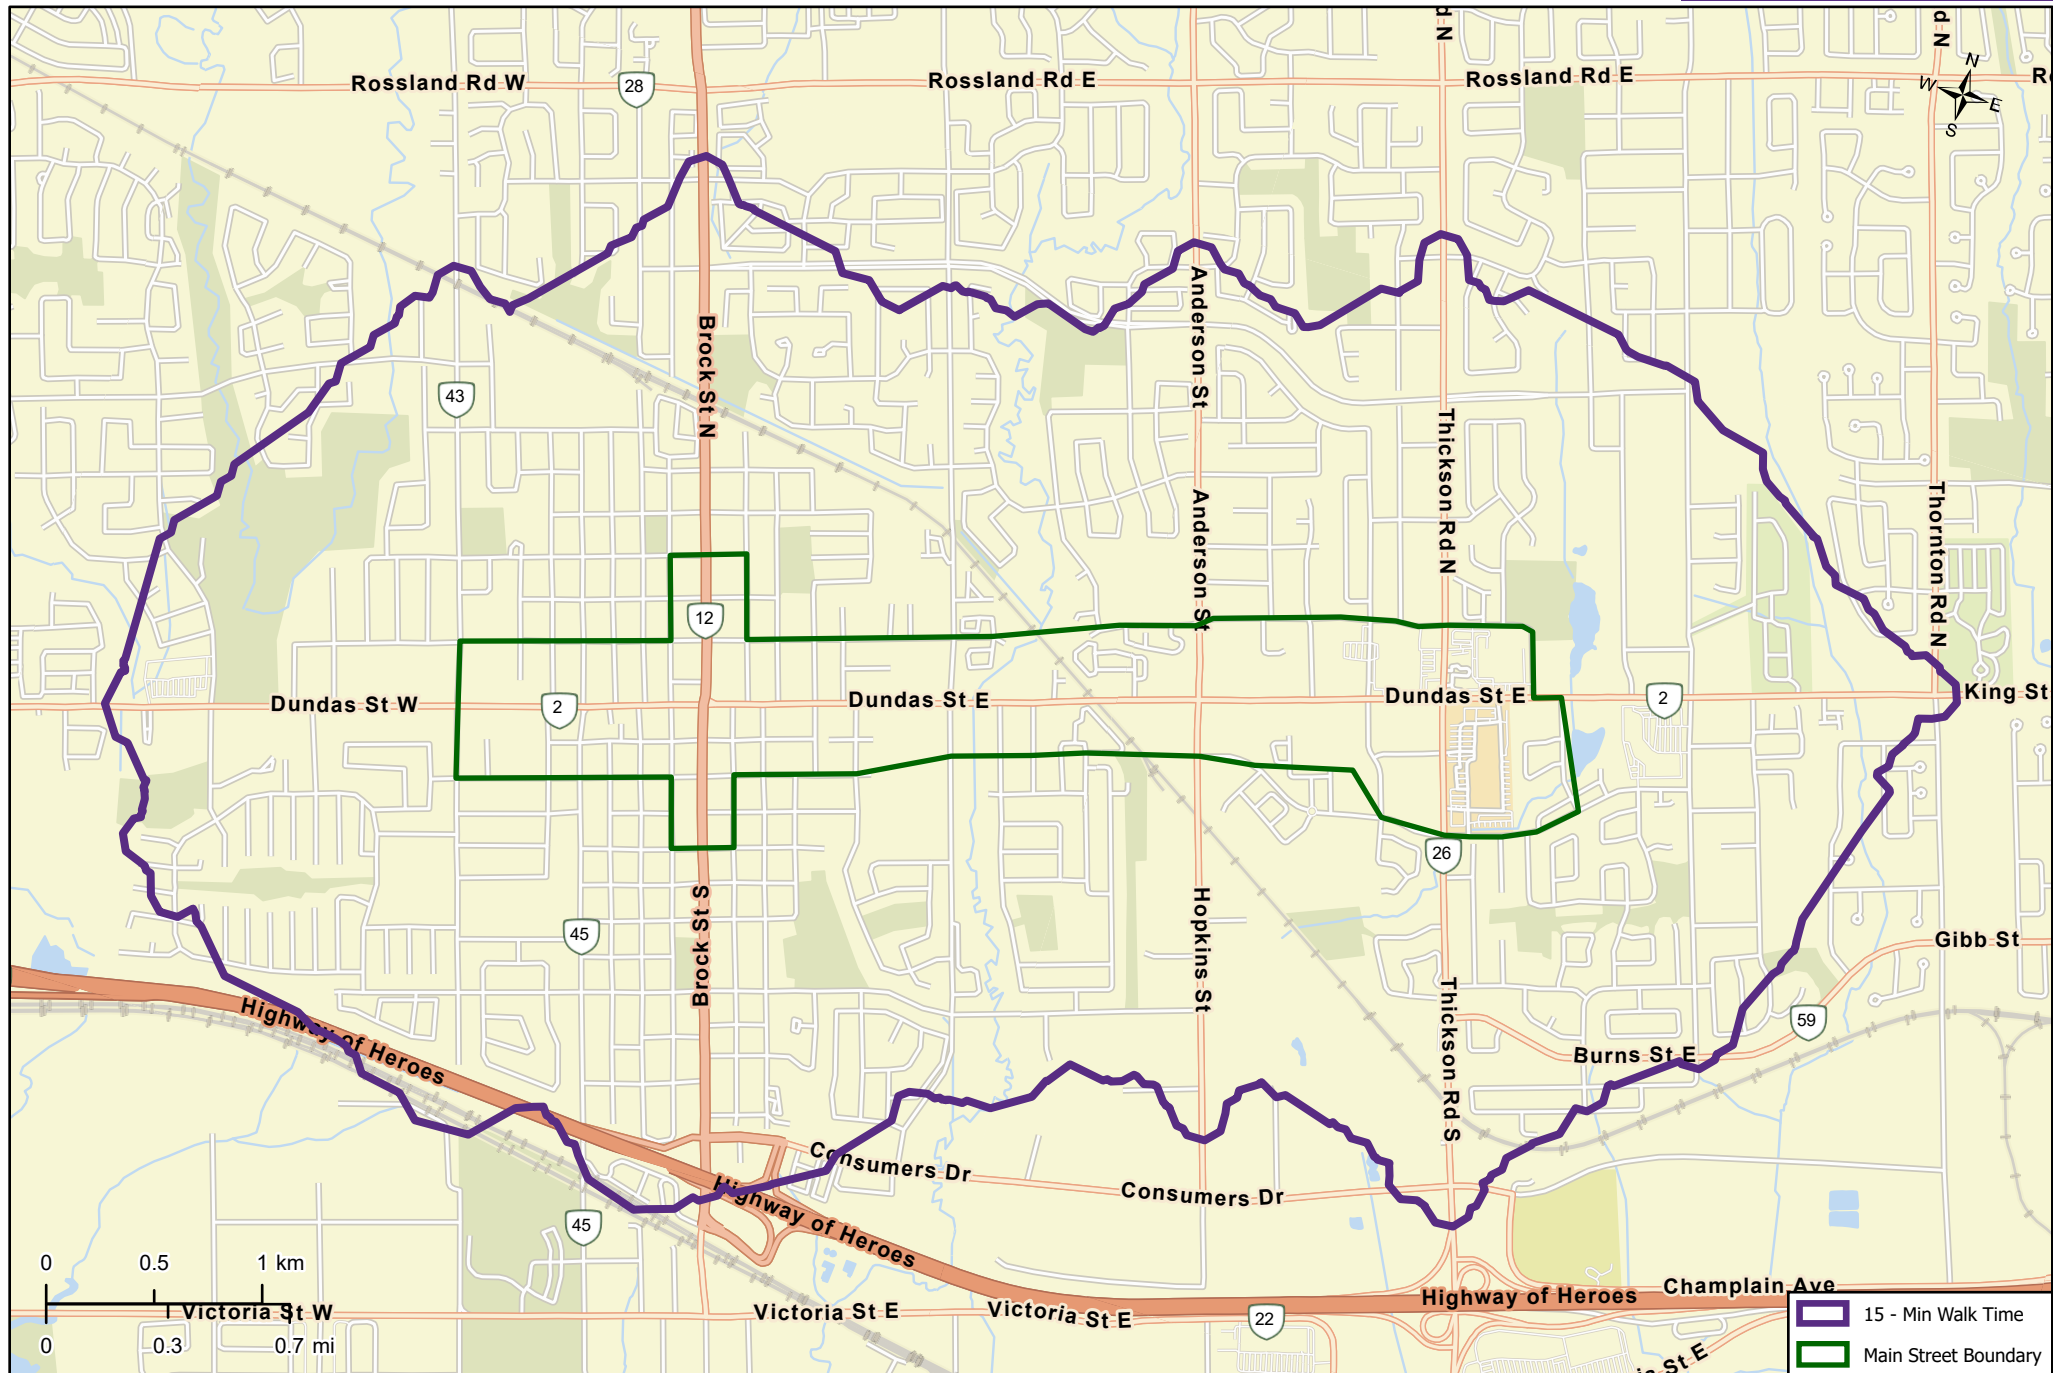 d N
d N
N
W
E
S
Rossland Rd W
28
Rossland Rd E
Rossland Rd E
R
Brock St N
Anderson St
43
Thickson Rd N
Anderson St
Thornton Rd N
12
Dundas St W
2
Dundas St E
Dundas St E
2
King St
26
45
Brock St S
Hopkins St
Gibb St
Highway of Heroes
Thickson Rd S
59
Burns St E
Consumers Dr
Consumers Dr
Highway of Heroes
45
0 0.5 1 km
Victoria St W
0 0.3 0.7 mi
Victoria St E
Victoria St E
22
Highway of Heroes
Champlain Ave
15 - Min Walk Time
Main Street Boundary
St E